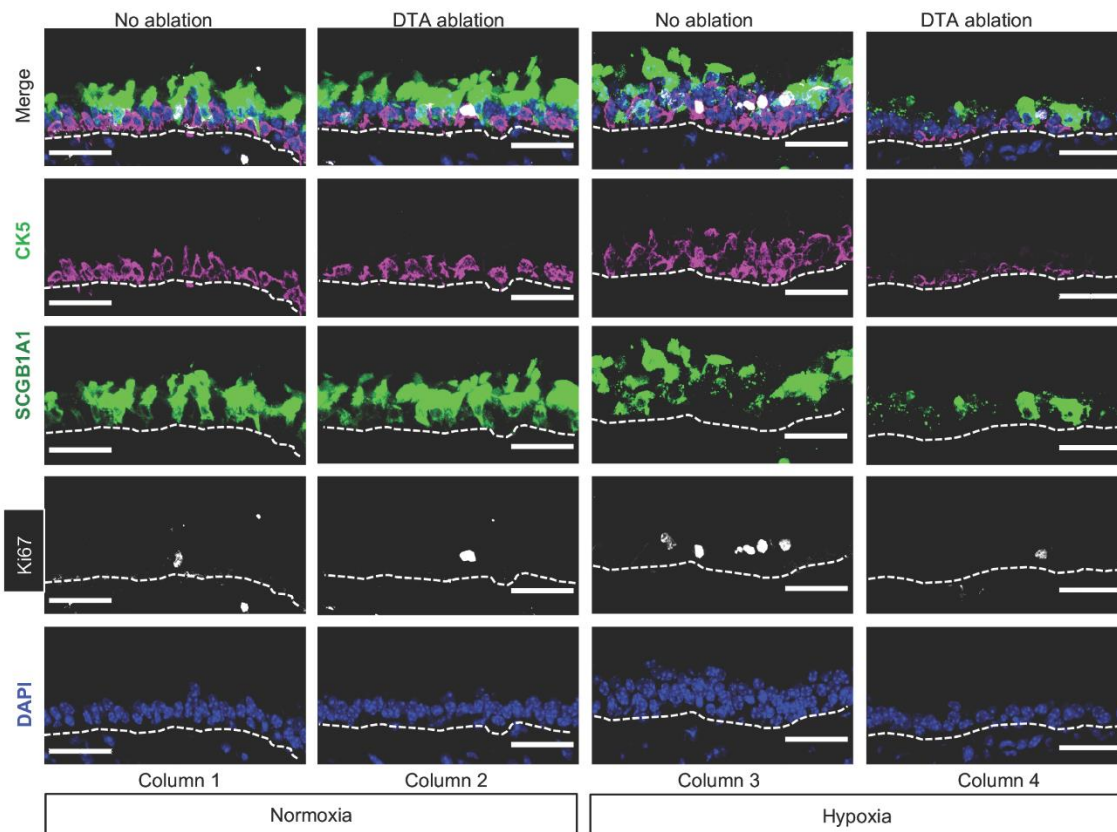 No ablation DTA ablation No ablation DTA ablation
Merge
CK5
SCGB1A1
Ki67
DAPI
Column 1 Column 2 Column 3 Column 4
Normoxia Hypoxia